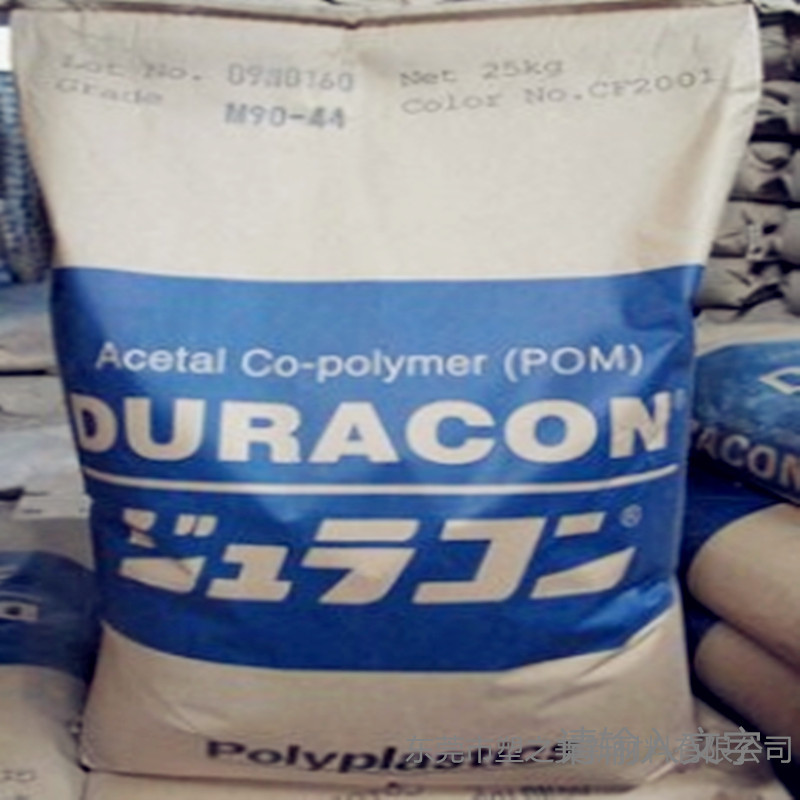 Lot No. 09N0160 Net 25kg
Grade M90-44 Color No.CF2001
Acetal Co-polymer (POM)
DURACON®
ジュラコン®
Polyplastics
ACON